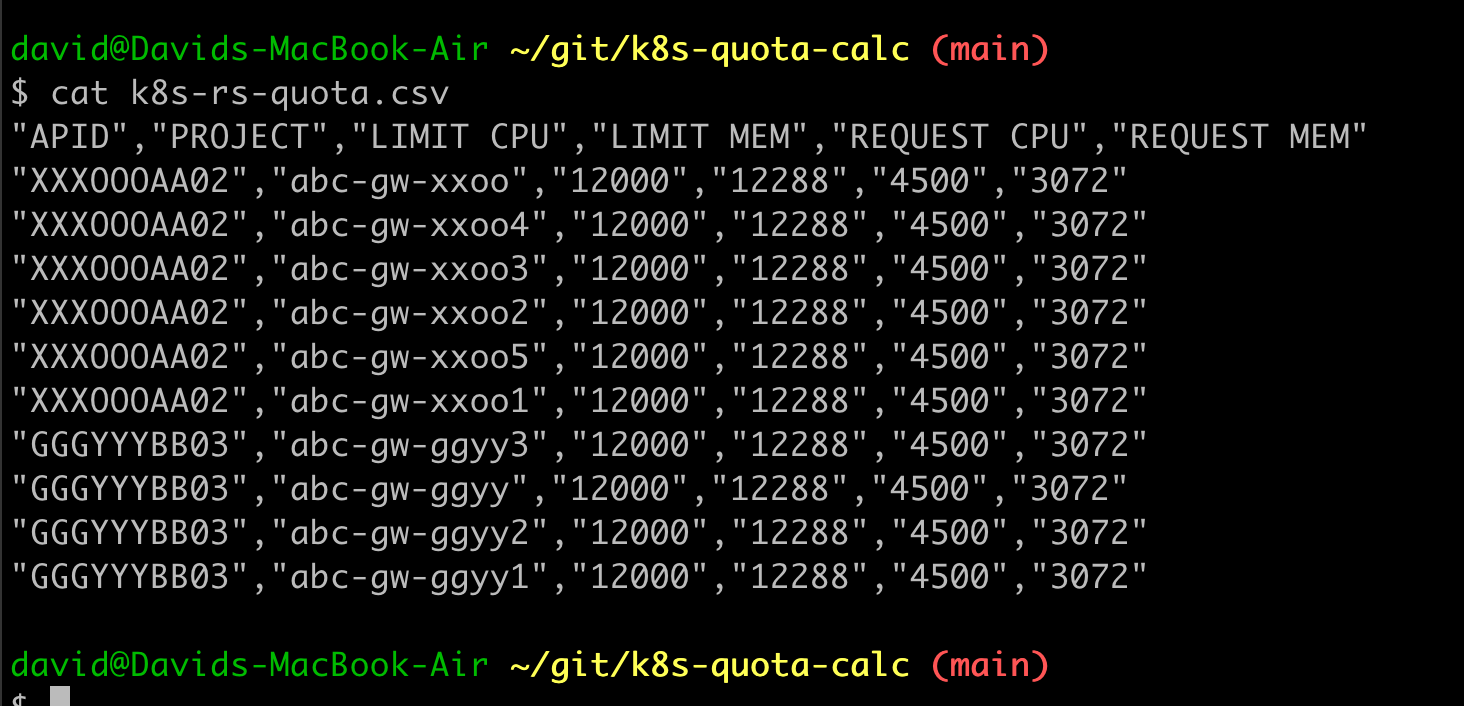 david@Davids-MacBook-Air ~/git/k8s-quota-calc (main)
$ cat k8s-rs-quota.csv
"APID","PROJECT","LIMIT CPU","LIMIT MEM","REQUEST CPU","REQUEST MEM"
"XXXOOOAA02","abc-gw-xxoo","12000","12288","4500","3072"
"XXXOOOAA02","abc-gw-xxoo4","12000","12288","4500","3072"
"XXXOOOAA02","abc-gw-xxoo3","12000","12288","4500","3072"
"XXXOOOAA02","abc-gw-xxoo2","12000","12288","4500","3072"
"XXXOOOAA02","abc-gw-xxoo5","12000","12288","4500","3072"
"XXXOOOAA02","abc-gw-xxoo1","12000","12288","4500","3072"
"GGGYYYBB03","abc-gw-ggyy3","12000","12288","4500","3072"
"GGGYYYBB03","abc-gw-ggyy","12000","12288","4500","3072"
"GGGYYYBB03","abc-gw-ggyy2","12000","12288","4500","3072"
"GGGYYYBB03","abc-gw-ggyy1","12000","12288","4500","3072"
david@Davids-MacBook-Air ~/git/k8s-quota-calc (main)
$